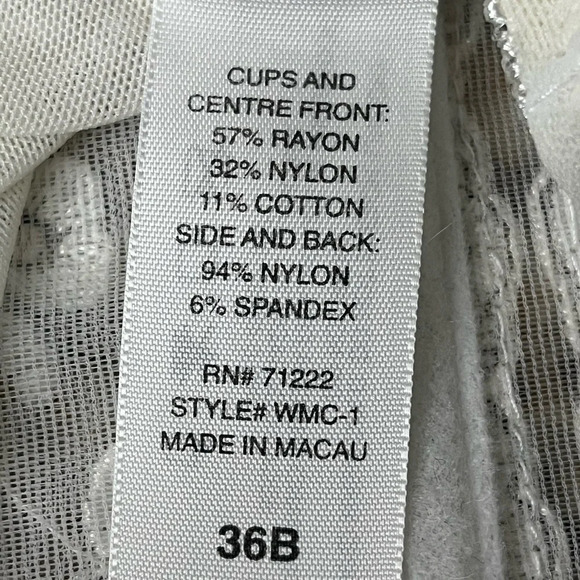 CUPS AND
CENTRE FRONT:
57% RAYON
32% NYLON
11% COTTON
SIDE AND BACK:
94% NYLON
6% SPANDEX
RN# 71222
STYLE# WMC-1
MADE IN MACAU
36B